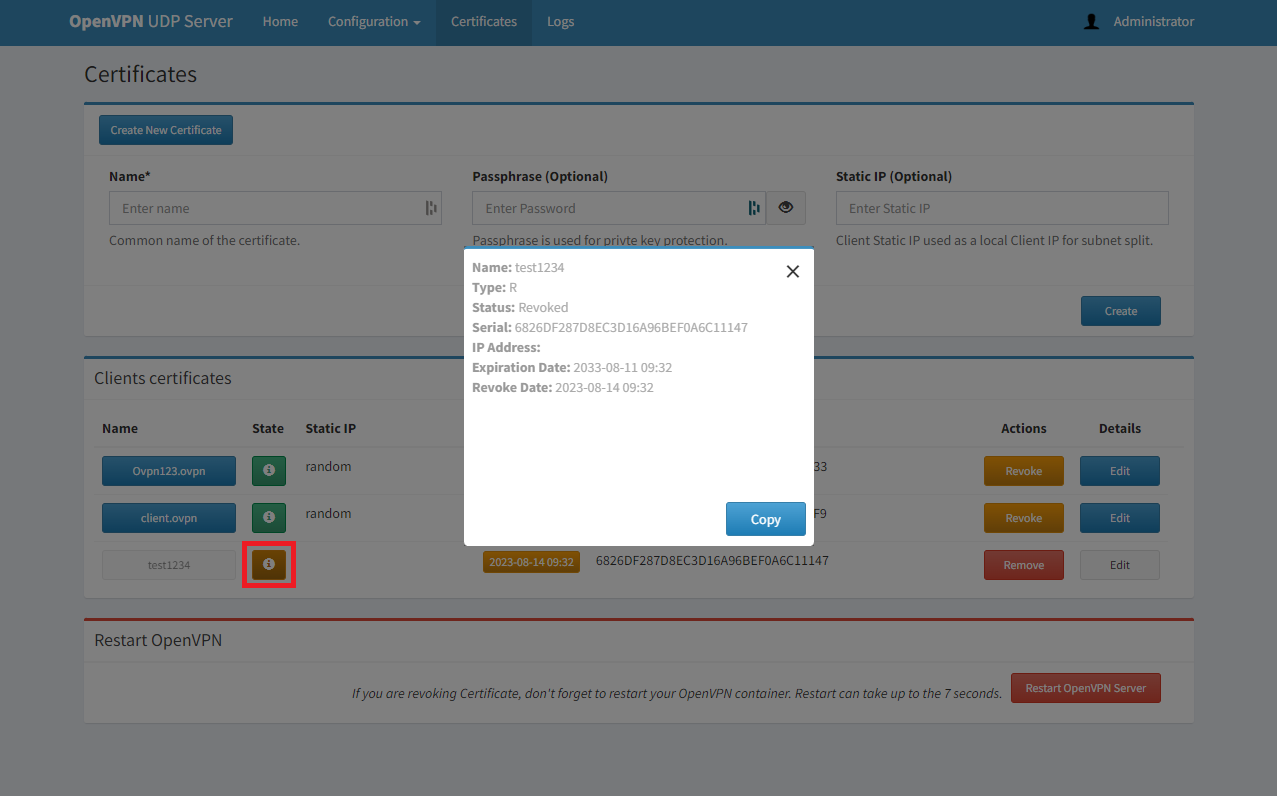 OpenVPN UDP Server Home Configuration Certificates Logs Administrator
Certificates
Create New Certificate
Name* Passphrase (Optional) Static IP (Optional)
Enter name Enter Password Enter Static IP
Common name of the certificate. Passphrase is used for privte key protection. Client Static IP used as a local Client IP for subnet split.
Name: test1234
Type: R
Status: Revoked
Serial: 6826DF287D8EC3D16A96BEF0A6C11147
IP Address:
Expiration Date: 2033-08-11 09:32
Revoke Date: 2023-08-14 09:32
Copy
Create
Clients certificates
Name State Static IP Actions Details
Ovpn123.ovpn random 33 Revoke Edit
client.ovpn random F9 Revoke Edit
test1234 2023-08-14 09:32 6826DF287D8EC3D16A96BEF0A6C11147 Remove Edit
Restart OpenVPN
If you are revoking Certificate, don't forget to restart your OpenVPN container. Restart can take up to the 7 seconds. Restart OpenVPN Server